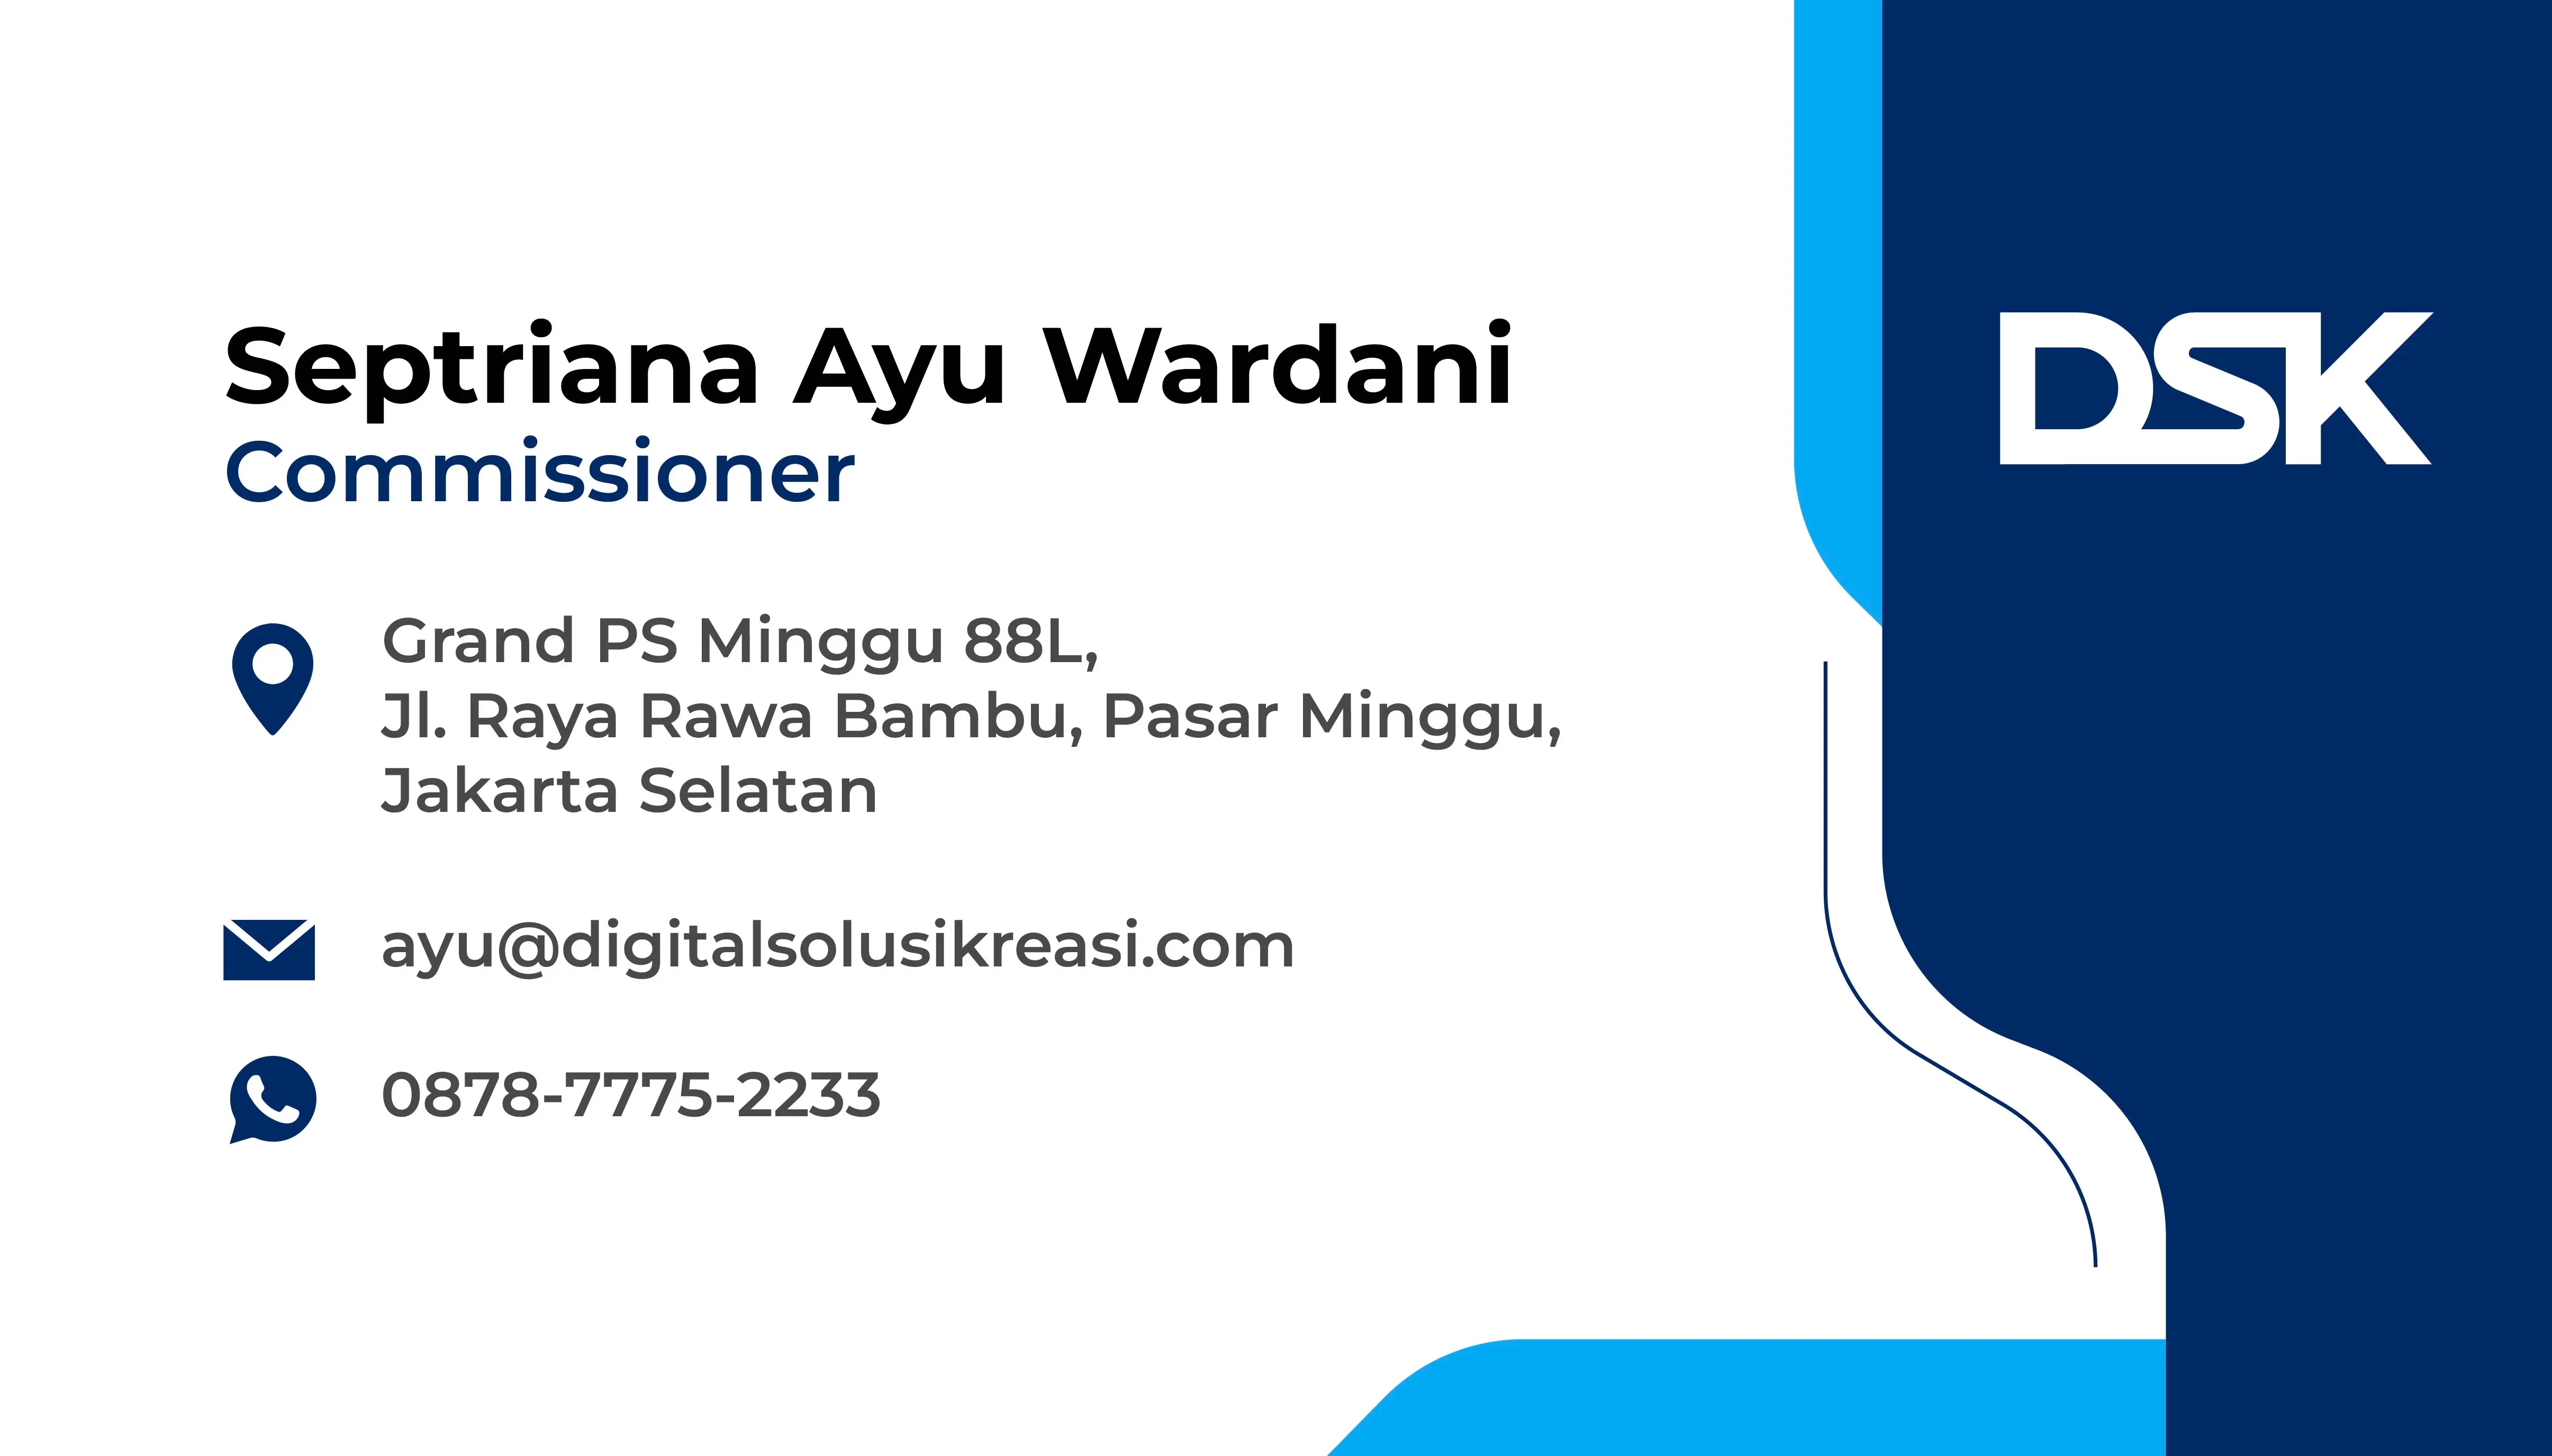 Septriana Ayu Wardani
Commissioner
Grand PS Minggu 88L,
Jl. Raya Rawa Bambu, Pasar Minggu,
Jakarta Selatan
ayu@digitalsolusikreasi.com
0878-7775-2233
DSK